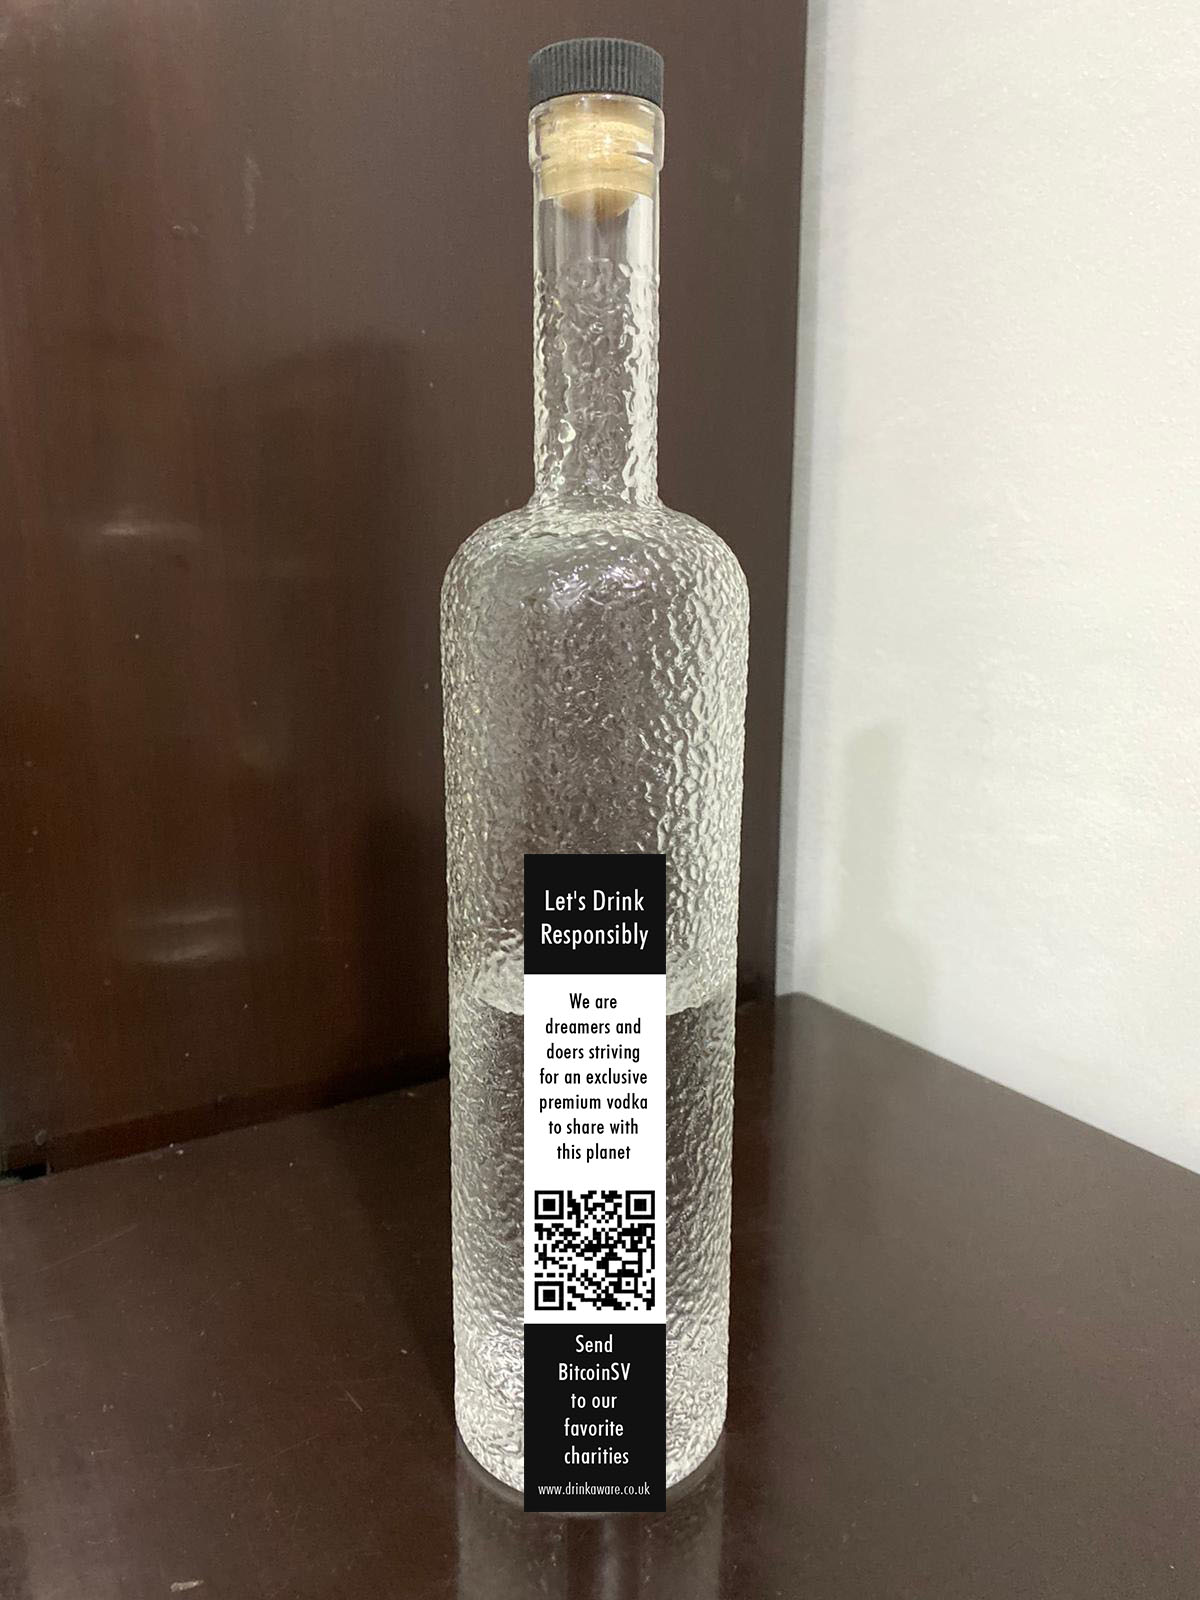 Let's Drink
Responsibly
We are
dreamers and
doers striving
for an exclusive
premium vodka
to share with
this planet
Send
BitcoinSV
to our
favorite
charities
www.drinkaware.co.uk